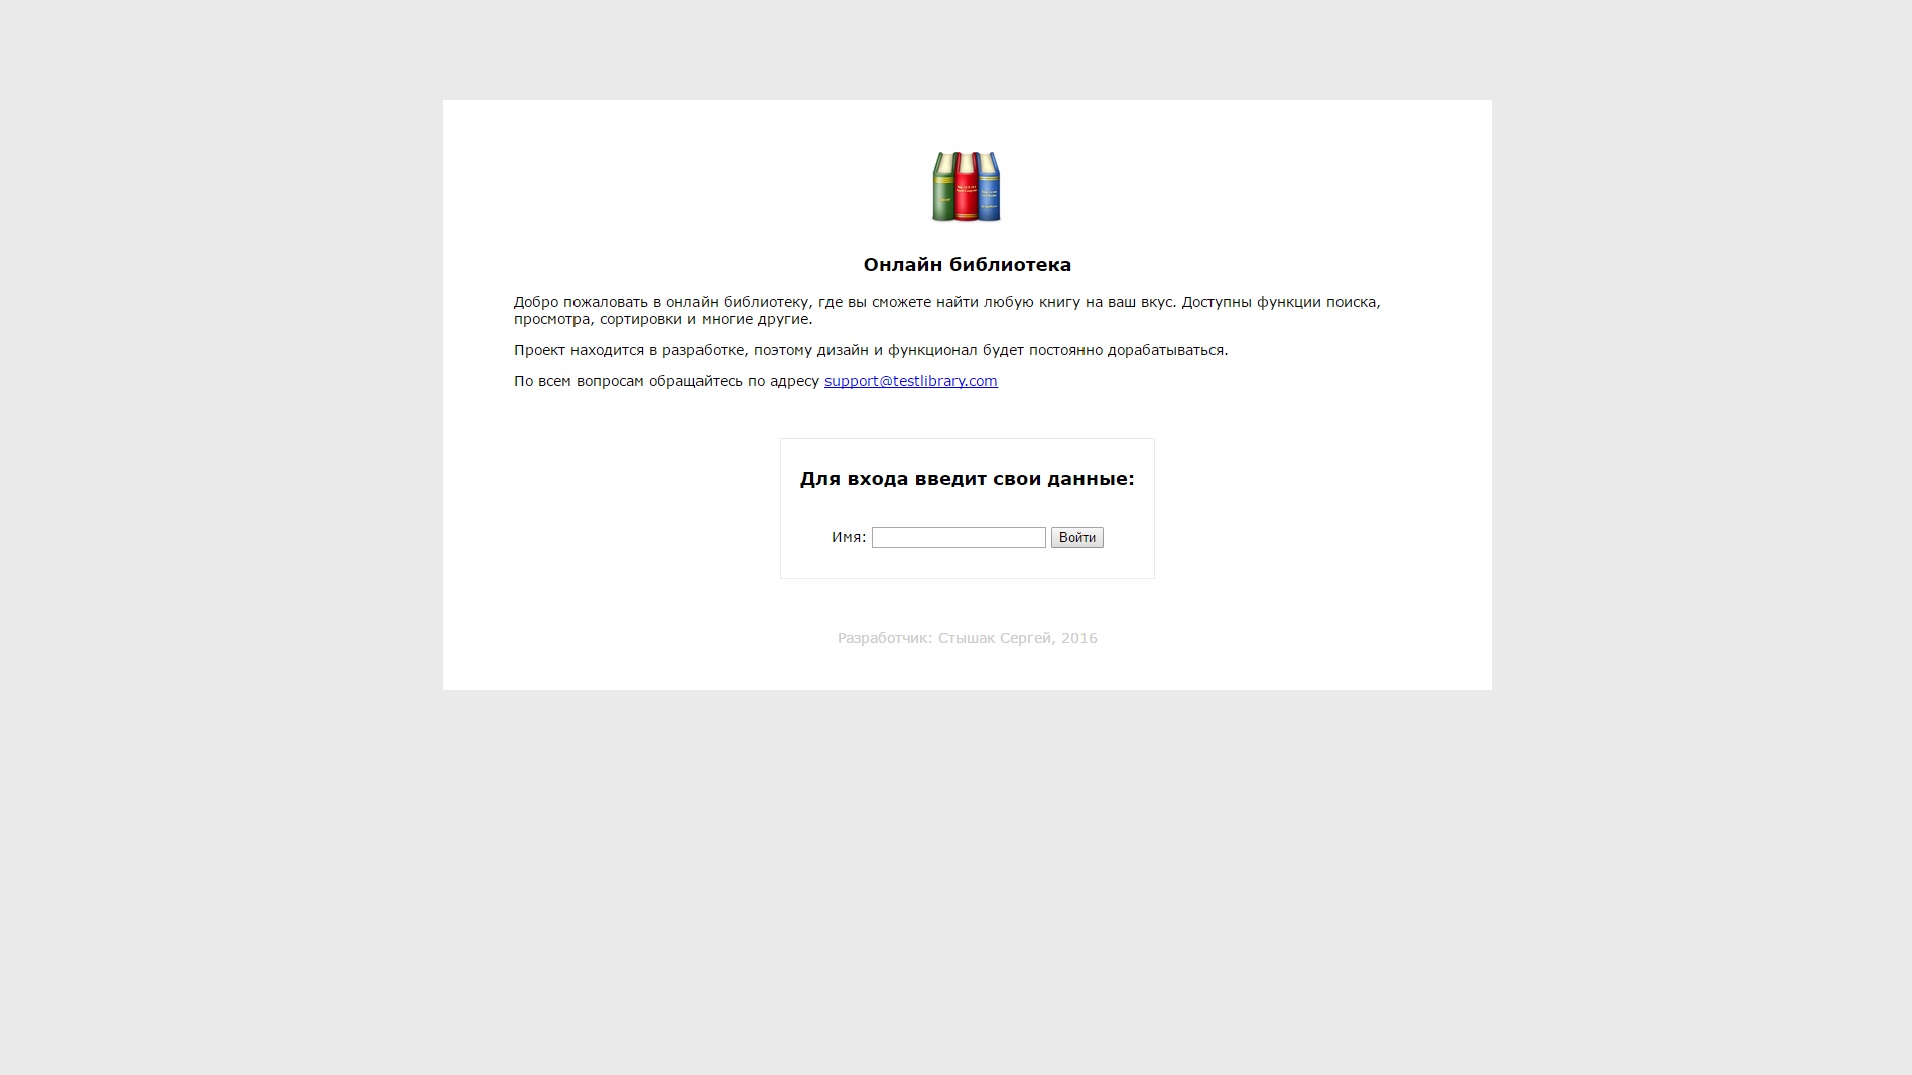 Онлайн библиотека
Добро пожаловать в онлайн библиотеку, где вы сможете найти любую книгу на ваш вкус. Доступны функции поиска,
просмотра, сортировки и многие другие.
Проект находится в разработке, поэтому дизайн и функционал будет постоянно дорабатываться.
По всем вопросам обращайтесь по адресу support@testlibrary.com
Для входа введит свои данные:
Имя: Войти
Разработчик: Стышак Сергей, 2016